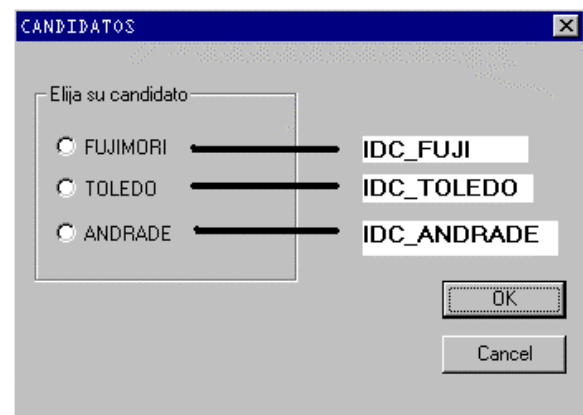 CANDIDATOS
Elija su candidato
FUJIMORI IDC_FUJI
TOLEDO IDC_TOLEDO
ANDRADE IDC_ANDRADE
OK
Cancel